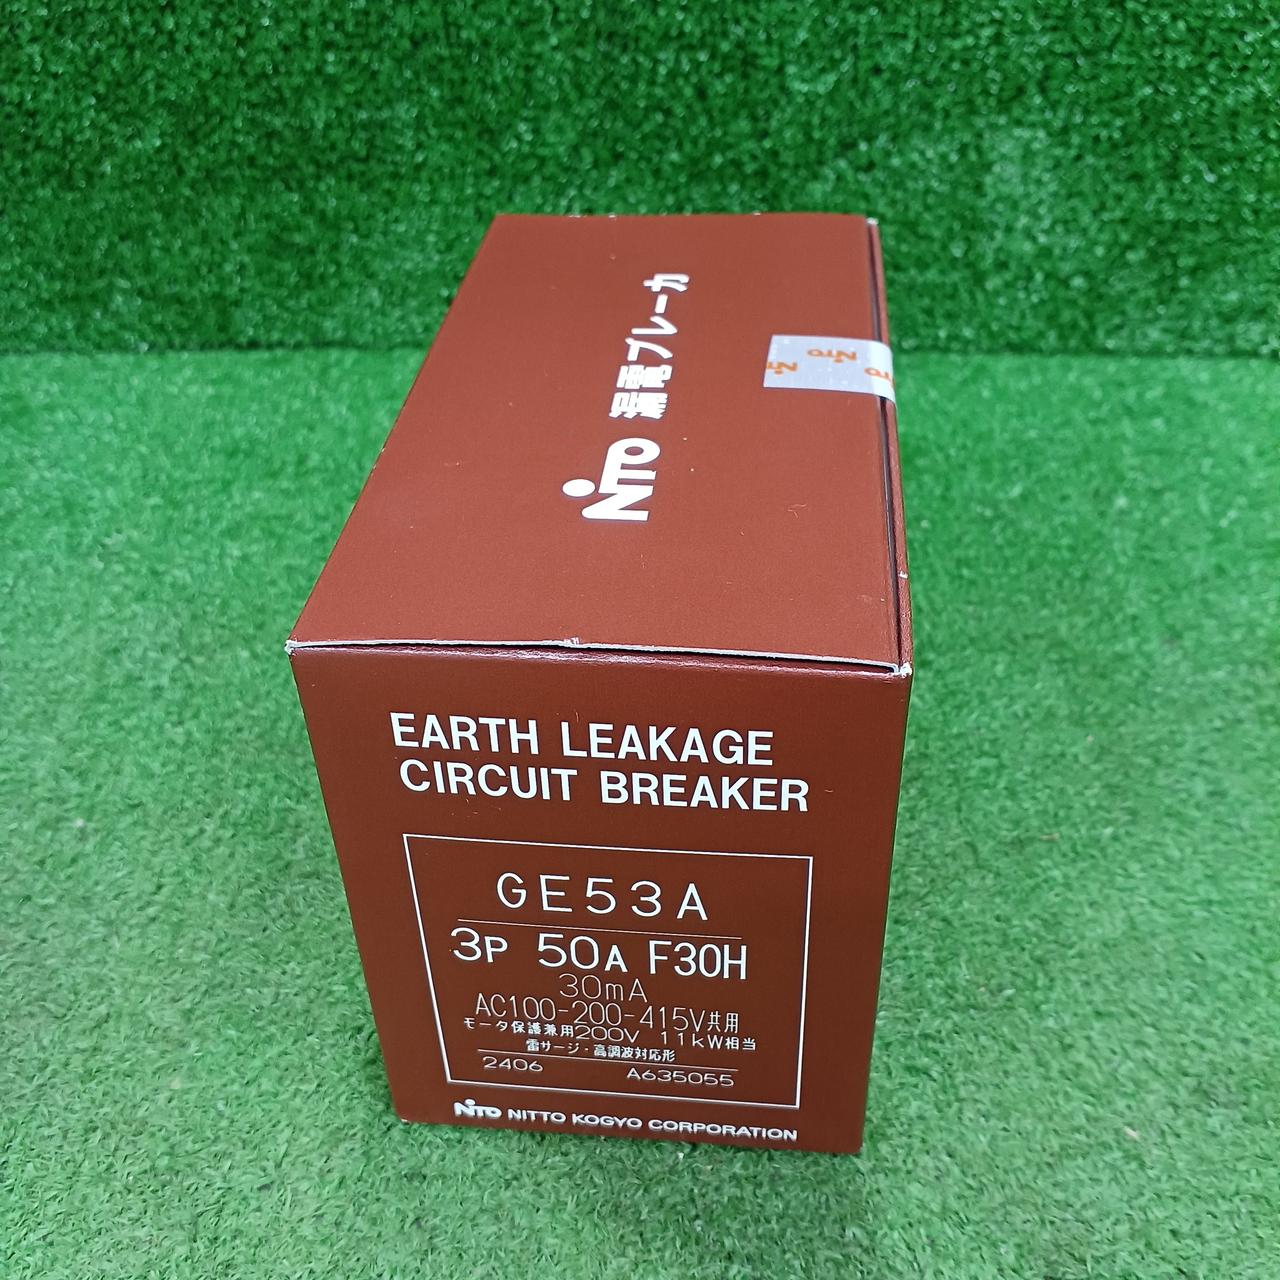 NiTO 漏電ブレーカ
NiTO
NiTO
EARTH LEAKAGE
CIRCUIT BREAKER
GE53A
3P 50A F30H
30mA
AC100-200-415V共用
モータ保護兼用200V 11kW相当
雷サージ・高調波対応形
2406 A635055
NiTO NITTO KOGYO CORPORATION